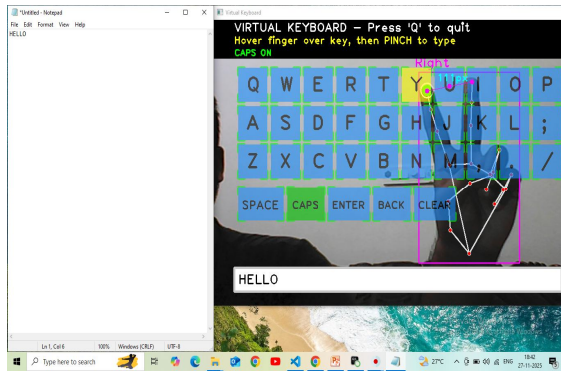 *Untitled - Notepad
File Edit Format View Help
HELLO
Ln 1, Col 6 100% Windows (CRLF) UTF-8
Virtual Keyboard
VIRTUAL KEYBOARD – Press 'Q' to quit
Hover finger over key, then PINCH to type
CAPS ON
Right
Q W E R T Y U I O P
A S D F G H J K L ;
Z X C V B N M , . /
SPACE CAPS ENTER BACK CLEAR
HELLO
Type here to search
27°C ENG 18:42
27-11-2025